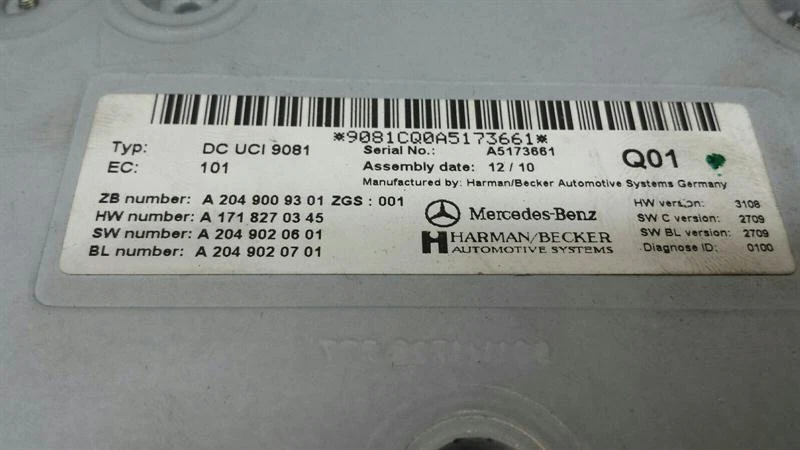 *9081CQ0A5173661*
Typ: DC UCI 9081 Serial No.: A5173661
EC: 101 Assembly date: 12 / 10 Q01
Manufactured by: Harman/Becker Automotive Systems Germany
ZB number: A 204 900 93 01 ZGS : 001
HW number: A 171 827 03 45
SW number: A 204 902 06 01
BL number: A 204 902 07 01
Mercedes-Benz
HARMAN/BECKER
AUTOMOTIVE SYSTEMS
HW version: 3108
SW C version: 2709
SW BL version: 2709
Diagnose ID: 0100